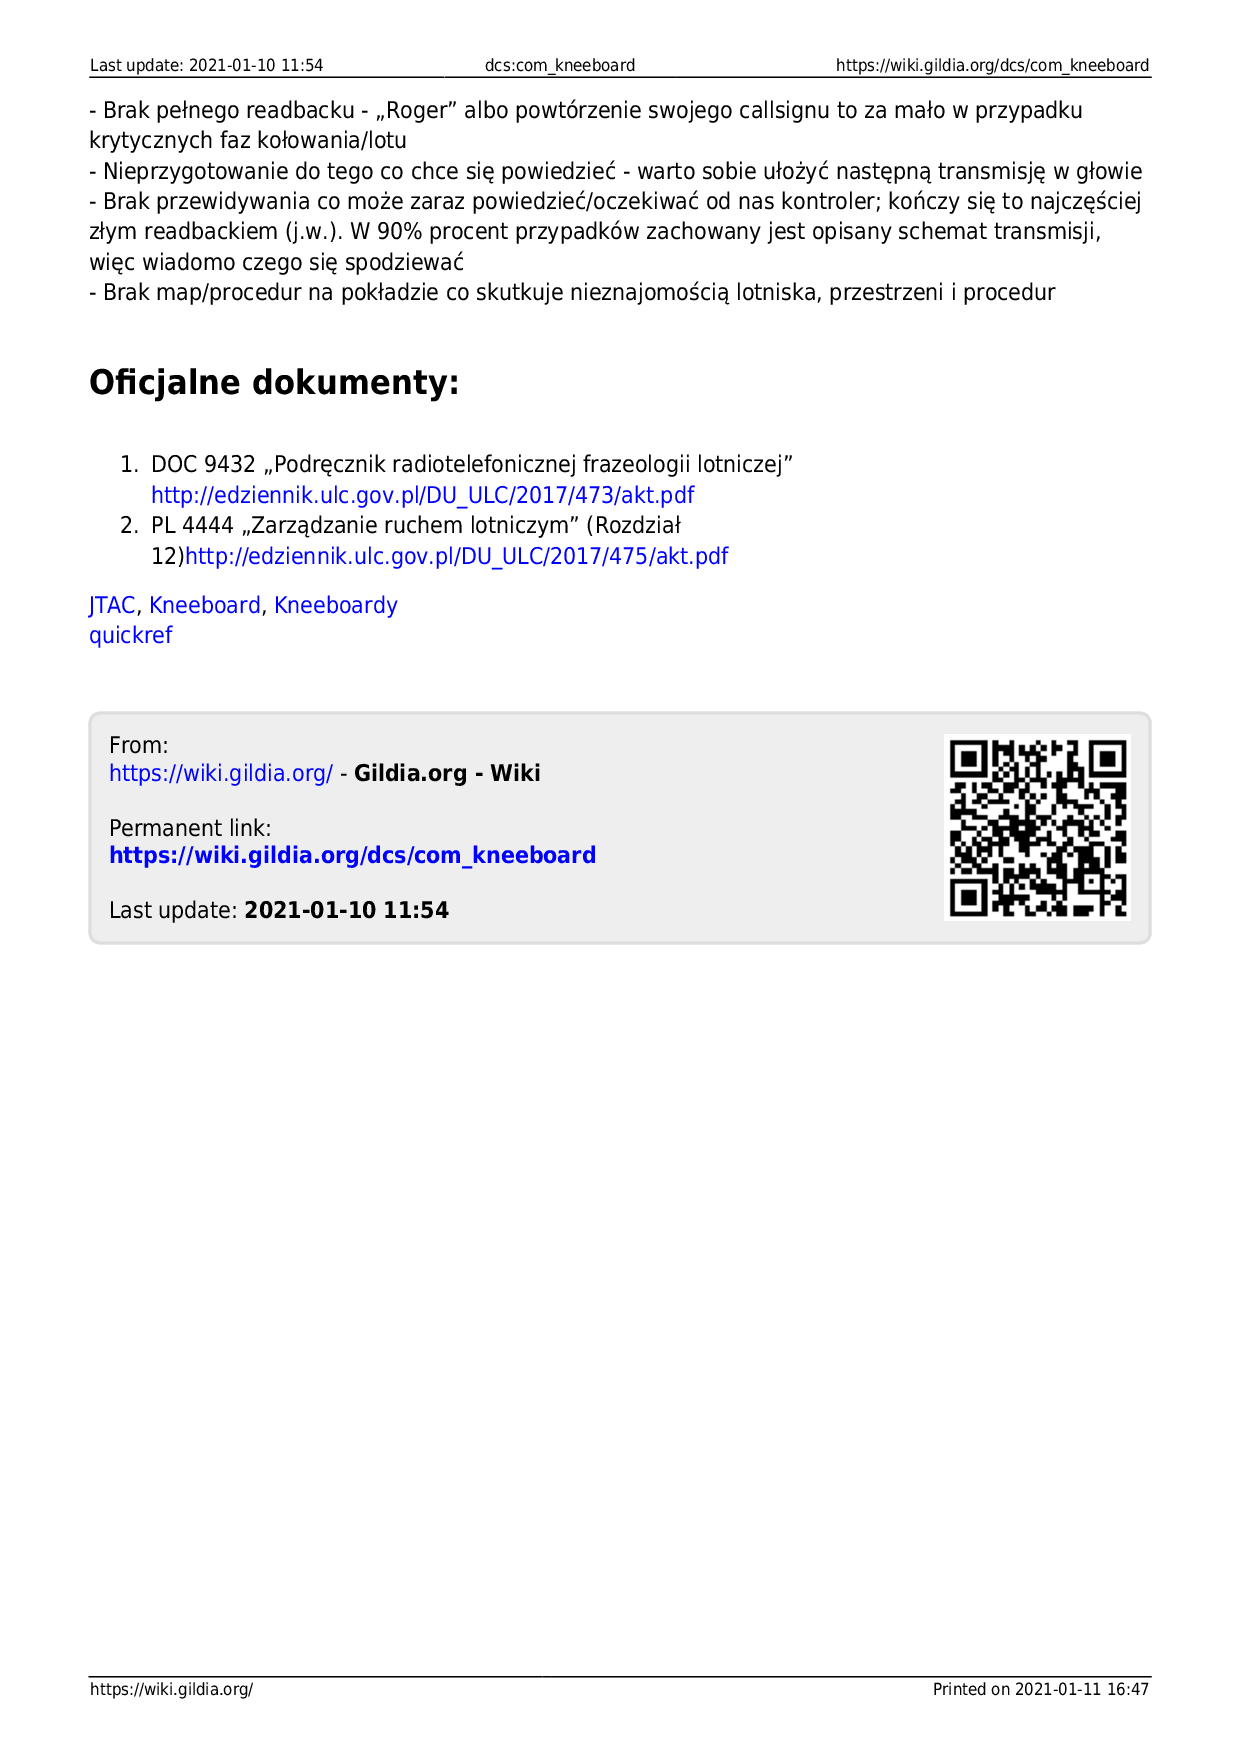 Last update: 2021-01-10 11:54 dcs:com_kneeboard https://wiki.gildia.org/dcs/com_kneeboard
- Brak pełnego readbacku - „Roger” albo powtórzenie swojego callsignu to za mało w przypadku
krytycznych faz kołowania/lotu
- Nieprzygotowanie do tego co chce się powiedzieć - warto sobie ułożyć następną transmisję w głowie
- Brak przewidywania co może zaraz powiedzieć/oczekiwać od nas kontroler; kończy się to najczęściej
złym readbackiem (j.w.). W 90% procent przypadków zachowany jest opisany schemat transmisji,
więc wiadomo czego się spodziewać
- Brak map/procedur na pokładzie co skutkuje nieznajomością lotniska, przestrzeni i procedur
Oficjalne dokumenty:
1. DOC 9432 „Podręcznik radiotelefonicznej frazeologii lotniczej”
http://edziennik.ulc.gov.pl/DU_ULC/2017/473/akt.pdf
2. PL 4444 „Zarządzanie ruchem lotniczym” (Rozdział
12)http://edziennik.ulc.gov.pl/DU_ULC/2017/475/akt.pdf
JTAC, Kneeboard, Kneeboardy
quickref
From:
https://wiki.gildia.org/ - Gildia.org - Wiki
Permanent link:
https://wiki.gildia.org/dcs/com_kneeboard
Last update: 2021-01-10 11:54
https://wiki.gildia.org/ Printed on 2021-01-11 16:47